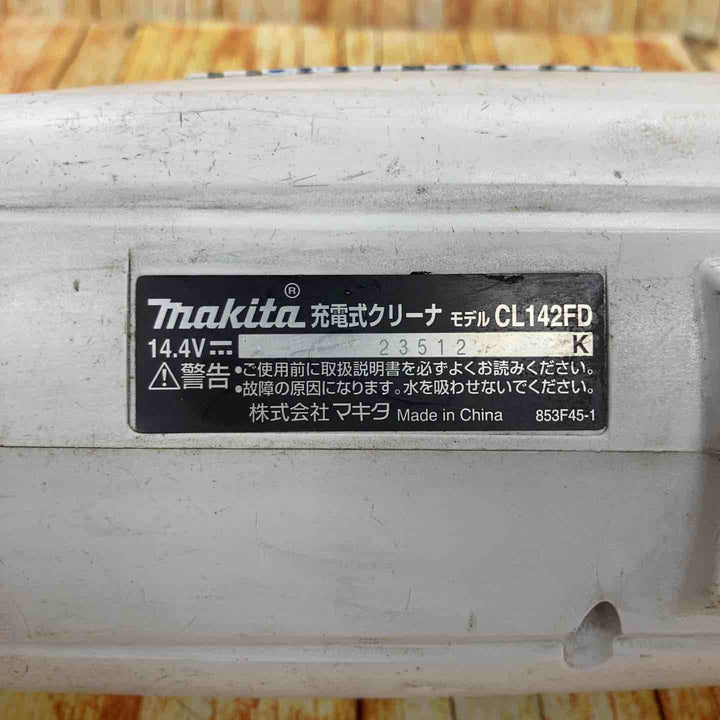 makita® 充電式クリーナ モデル CL142FD
14.4V⎓ 23512 K
⚠警告 •ご使用前に取扱説明書を必ずよくお読みください。
•故障の原因になります。水を吸わせないでください。
株式会社マキタ Made in China 853F45-1